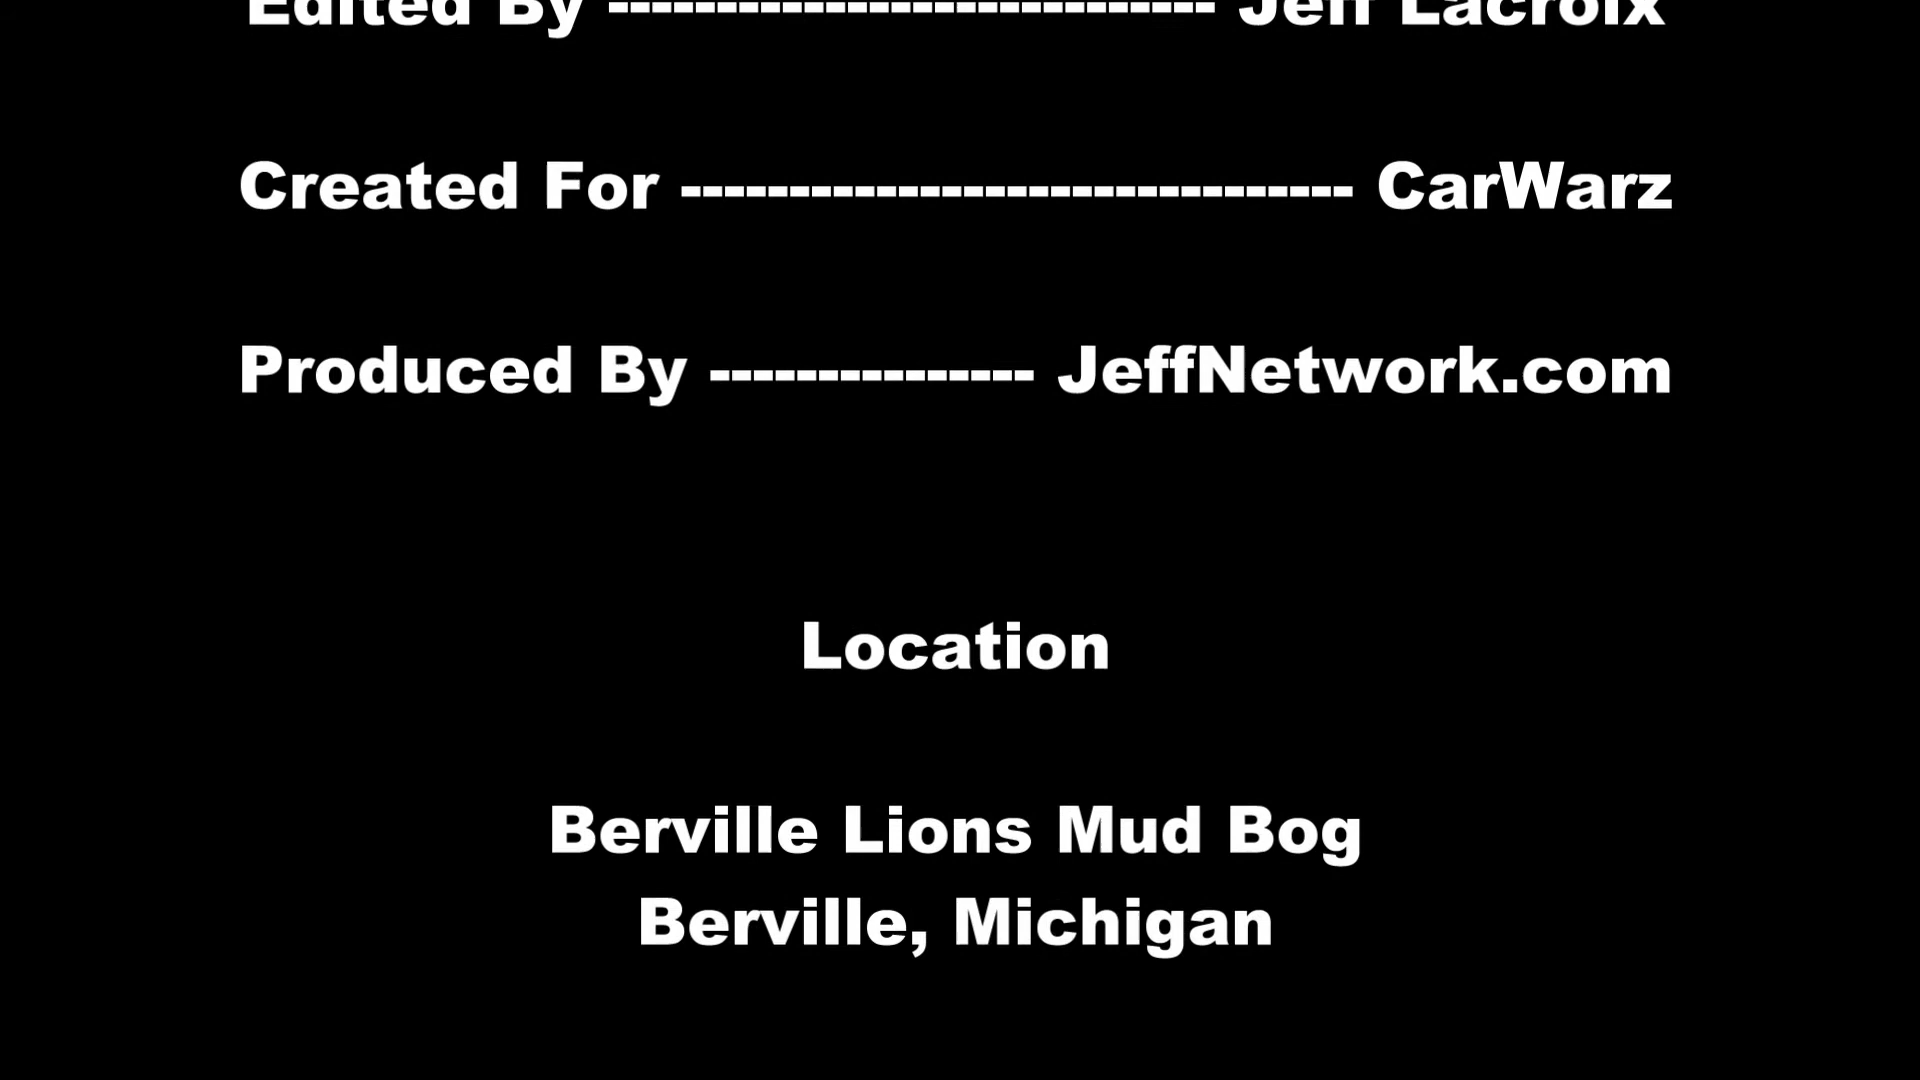 Edited By ---------------------------- Jeff Lacroix
Created For ------------------------------- CarWarz
Produced By --------------- JeffNetwork.com
Location
Berville Lions Mud Bog
Berville, Michigan